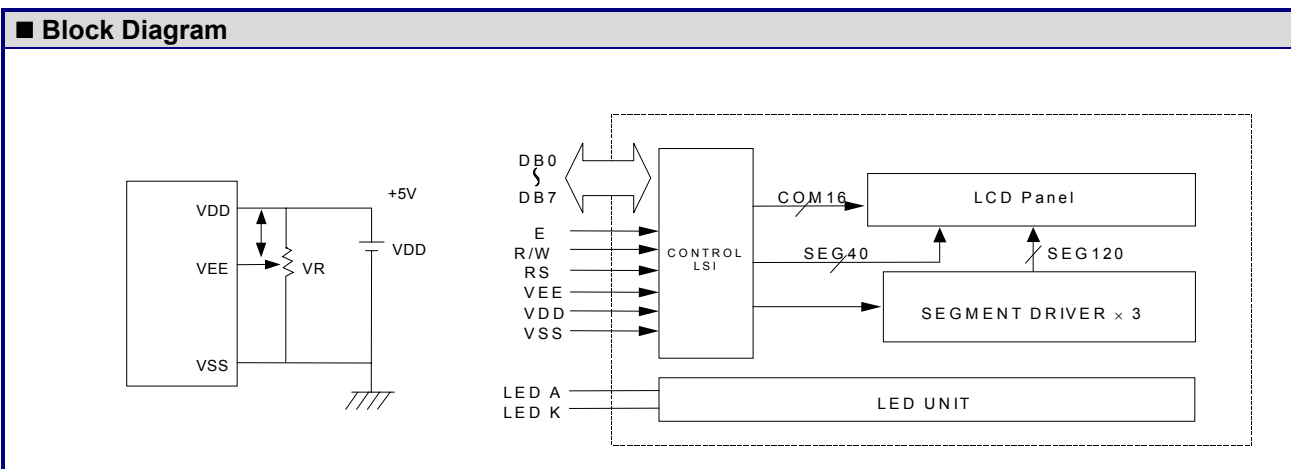 ■ Block Diagram
+5V
VDD
VEE
VR
VDD
VSS
DB0
DB7
E
R/W
RS
VEE
VDD
VSS
CONTROL
LSI
COM16
LCD Panel
SEG40
SEG120
SEGMENT DRIVER × 3
LED A
LED K
LED UNIT